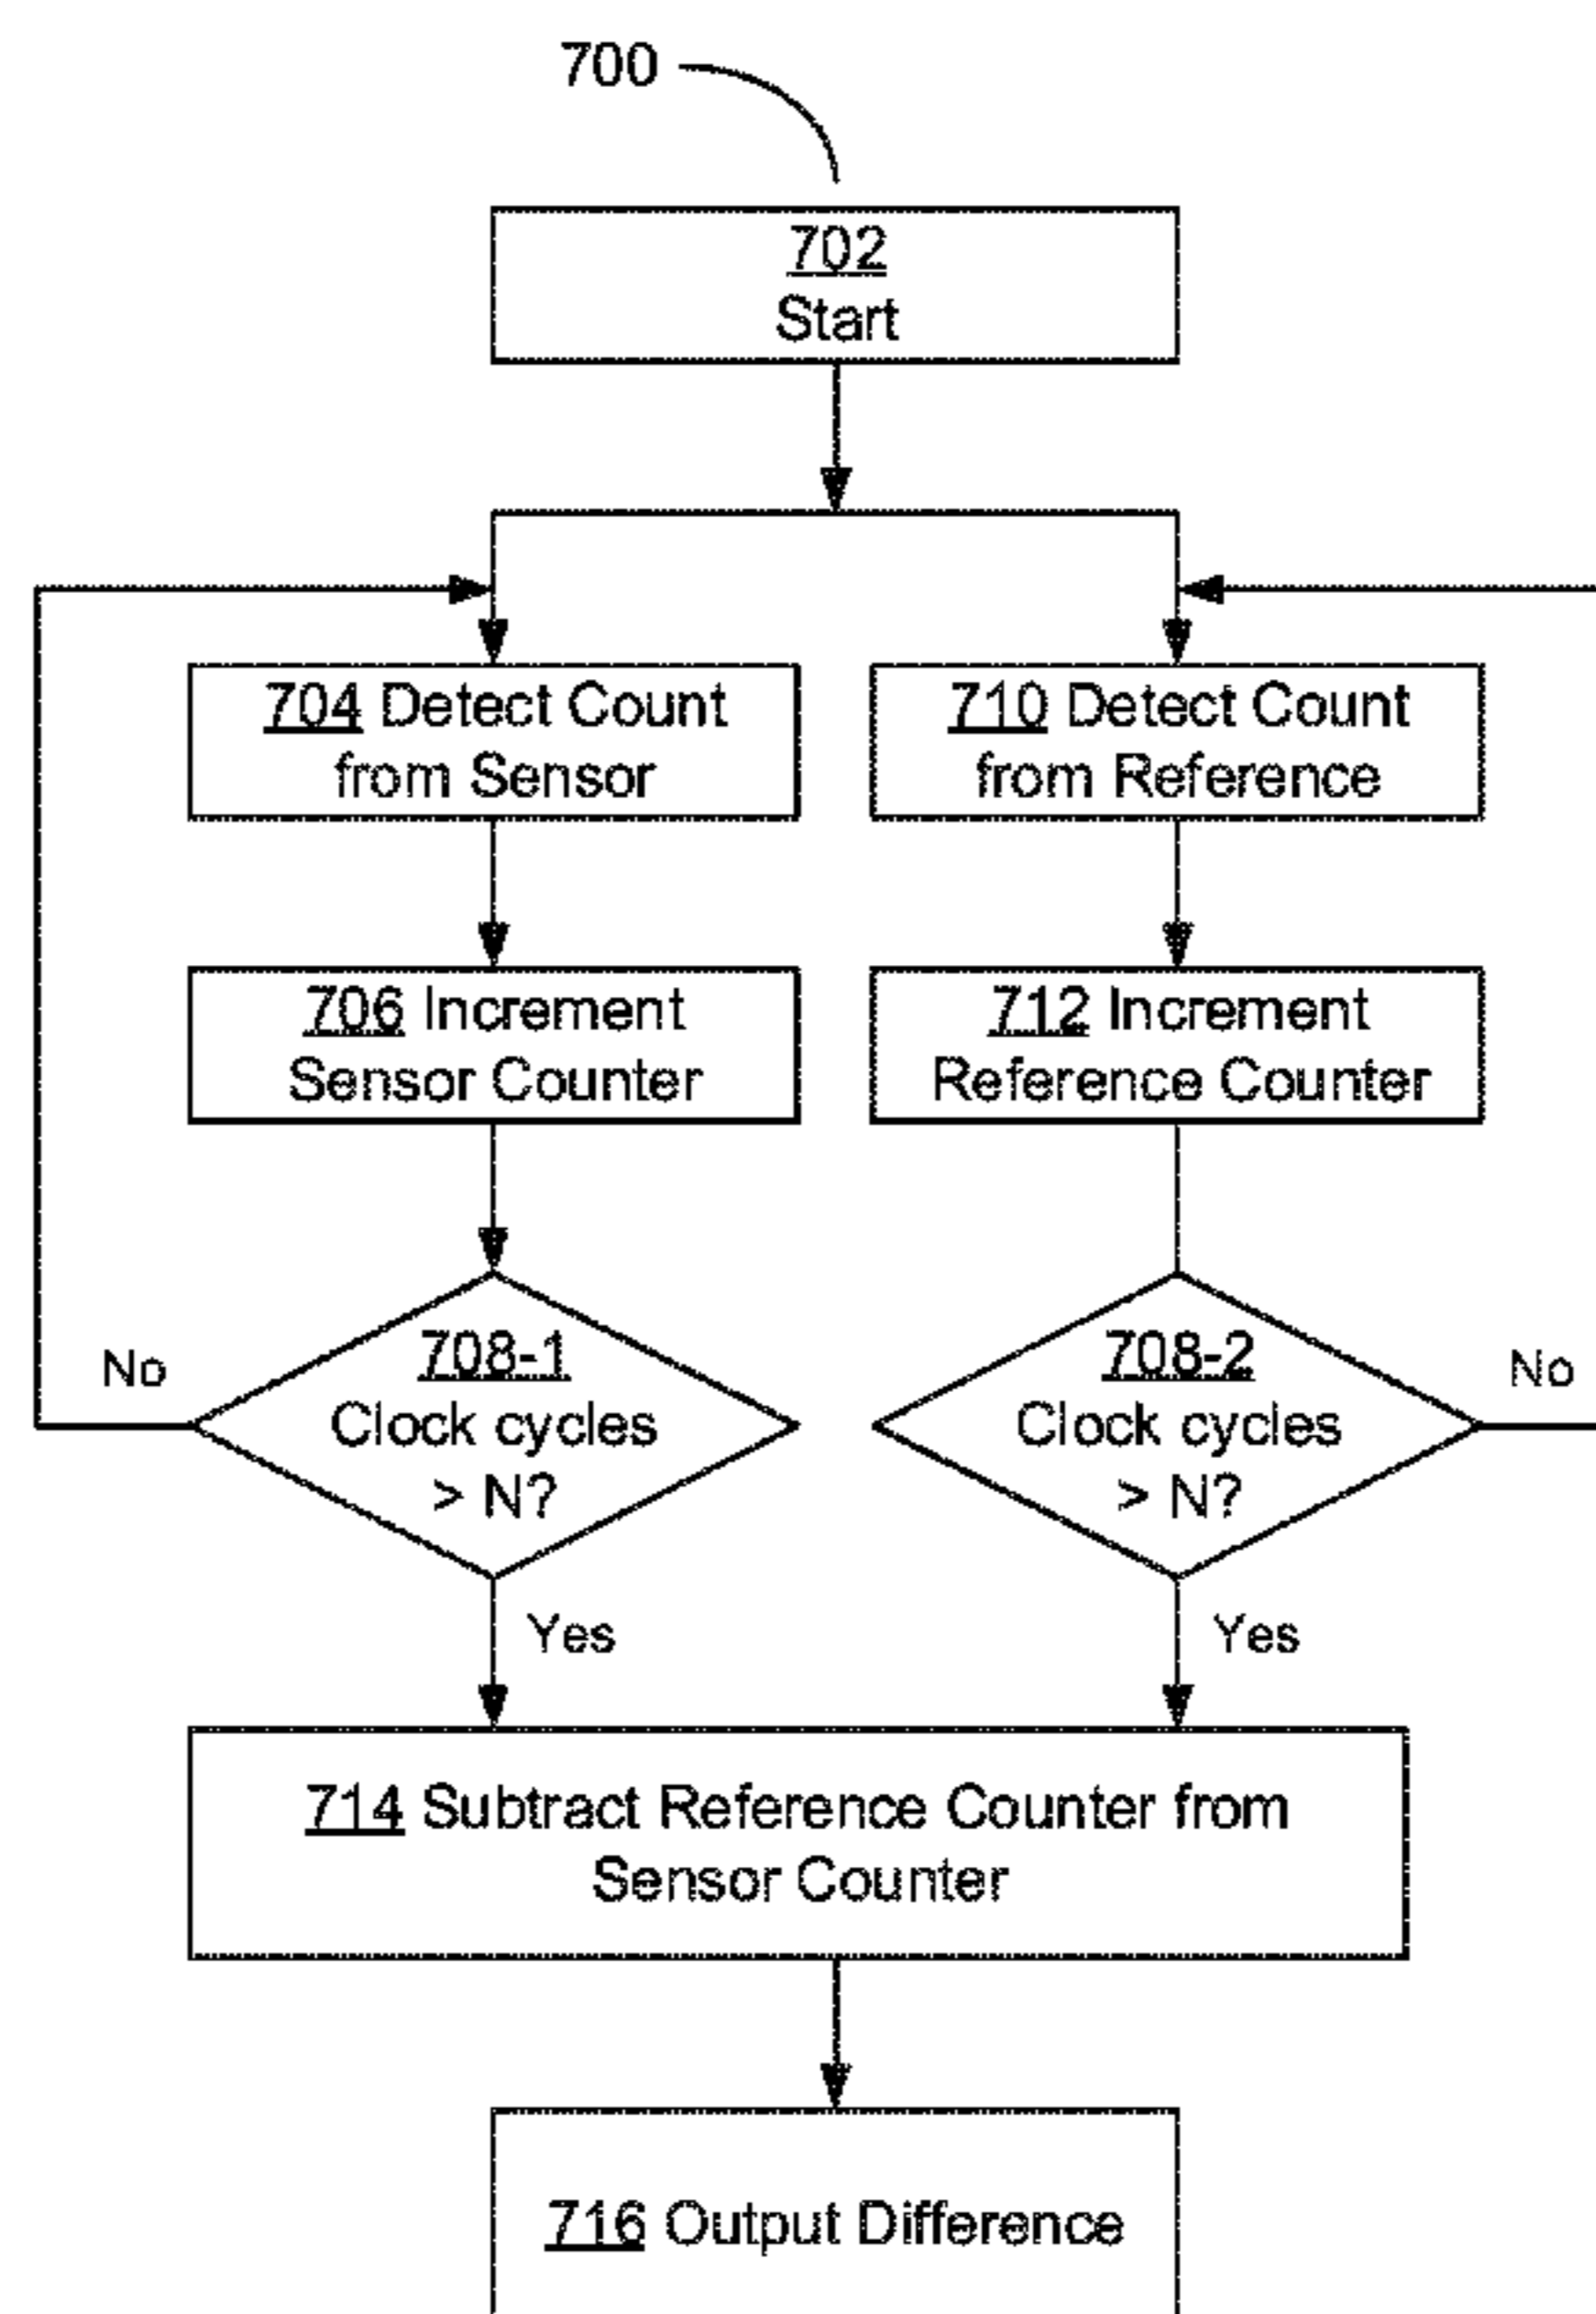 700
702
Start
704 Detect Count
from Sensor
710 Detect Count
from Reference
706 Increment
Sensor Counter
712 Increment
Reference Counter
No
708-1
Clock cycles
> N?
708-2
Clock cycles
> N?
No
Yes
Yes
714 Subtract Reference Counter from
Sensor Counter
716 Output Difference